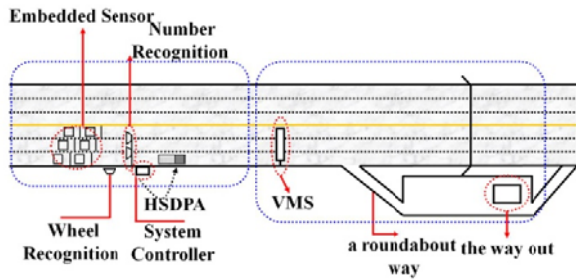 Embedded Sensor
Number
Recognition
HSDPA
VMS
Wheel
Recognition
System
Controller
a roundabout
way
the way out